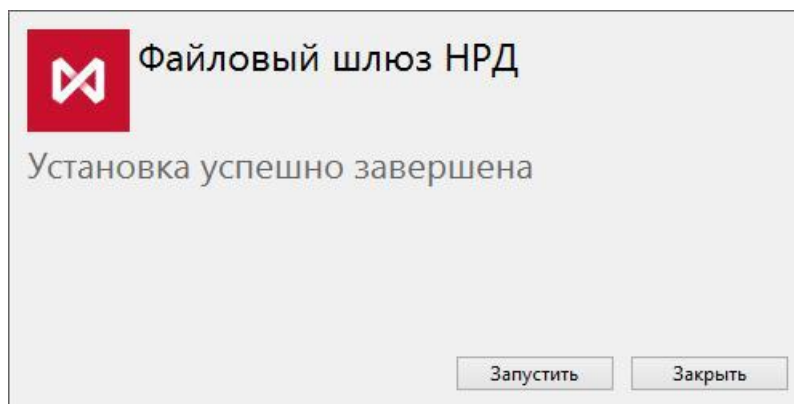 Файловый шлюз НРД
Установка успешно завершена
Запустить
Закрыть